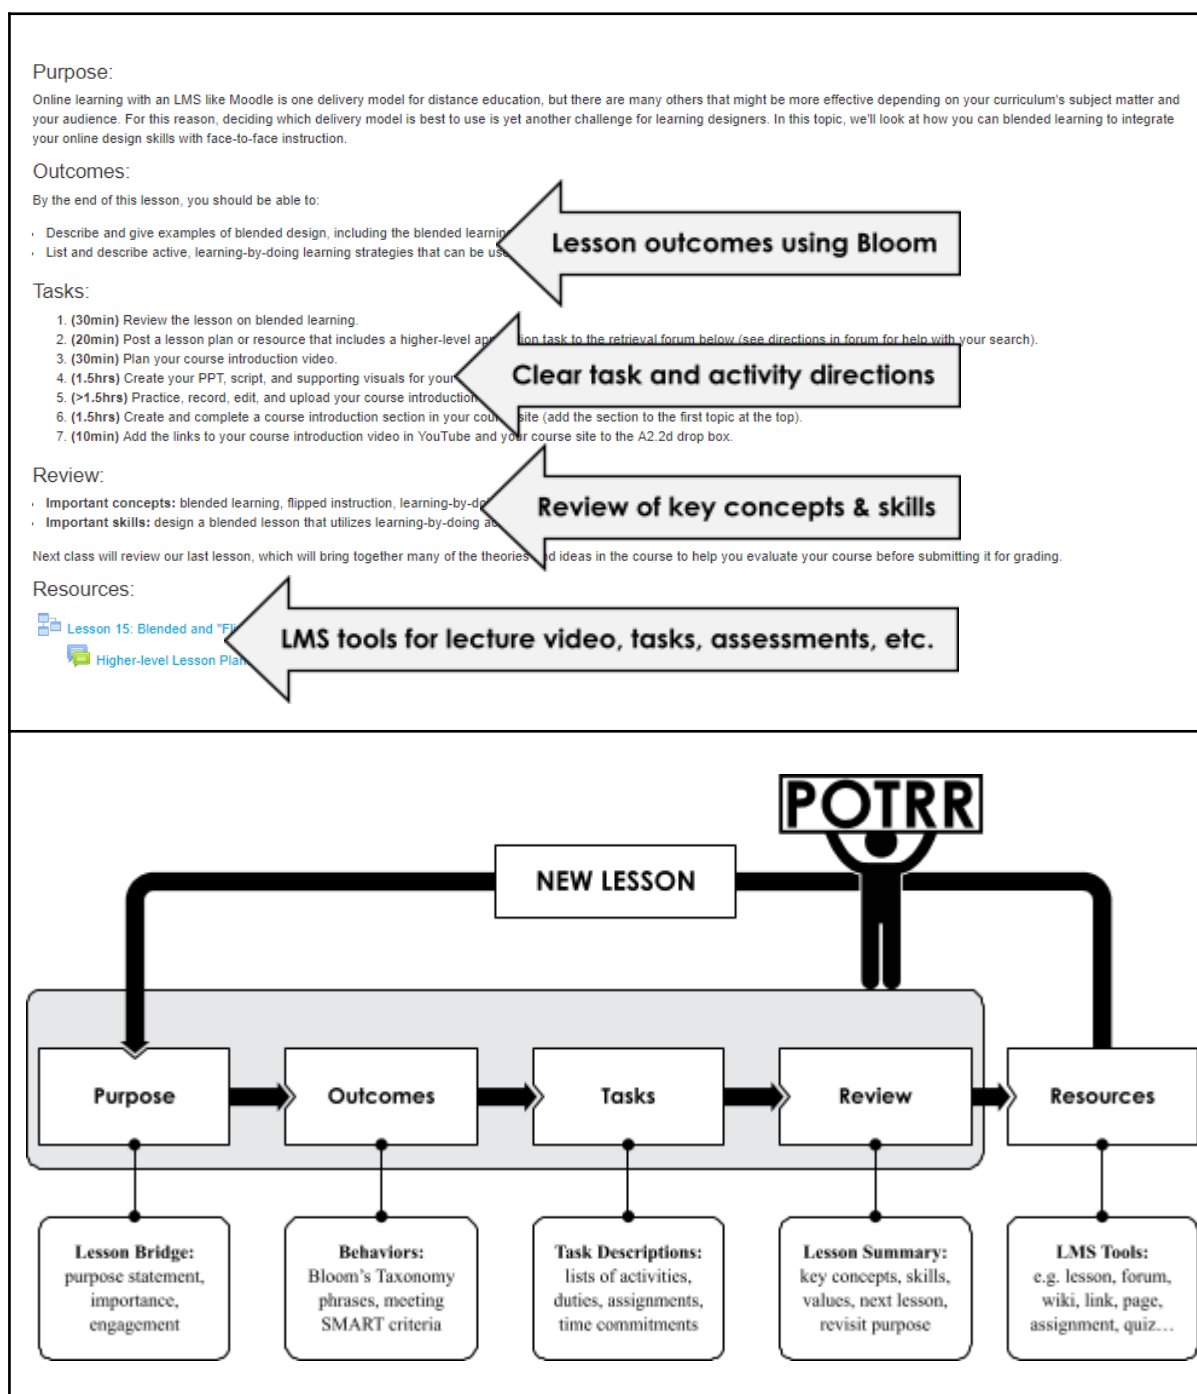 Purpose:
Online learning with an LMS like Moodle is one delivery model for distance education, but there are many others that might be more effective depending on your curriculum's subject matter and
your audience. For this reason, deciding which delivery model is best to use is yet another challenge for learning designers. In this topic, we'll look at how you can blended learning to integrate
your online design skills with face-to-face instruction.
Outcomes:
By the end of this lesson, you should be able to:
Describe and give examples of blended design, including the blended learning
List and describe active, learning-by-doing learning strategies that can be
Lesson outcomes using Bloom
Tasks:
1. (30min) Review the lesson on blended learning.
2. (20min) Post a lesson plan or resource that includes a higher-level task to the retrieval forum below (see directions in forum for help with your search).
3. (30min) Plan your course introduction video.
4. (1.5hrs) Create your PPT, script, and supporting visuals for your
5. (>1.5hrs) Practice, record, edit, and upload your course introduction
6. (1.5hrs) Create and complete a course introduction section in your site (add the section to the first topic at the top).
7. (10min) Add the links to your course introduction video in YouTube and your course site to the A2.2d drop box.
Clear task and activity directions
Review:
Important concepts: blended learning, flipped instruction,
Important skills: design a blended lesson that utilizes learning-by-doing
Review of key concepts & skills
Next class will review our last lesson, which will bring together many of the theories and ideas in the course to help you evaluate your course before submitting it for grading.
Resources:
Lesson 15: Blended and
Higher-level Lesson Plan
LMS tools for lecture video, tasks, assessments, etc.
POTRR
NEW LESSON
Purpose
Outcomes
Tasks
Review
Resources
Lesson Bridge:
purpose statement,
importance,
engagement
Behaviors:
Bloom's Taxonomy
phrases, meeting
SMART criteria
Task Descriptions:
lists of activities,
duties, assignments,
time commitments
Lesson Summary:
key concepts, skills,
values, next lesson,
revisit purpose
LMS Tools:
e.g. lesson, forum,
wiki, link, page,
assignment, quiz…